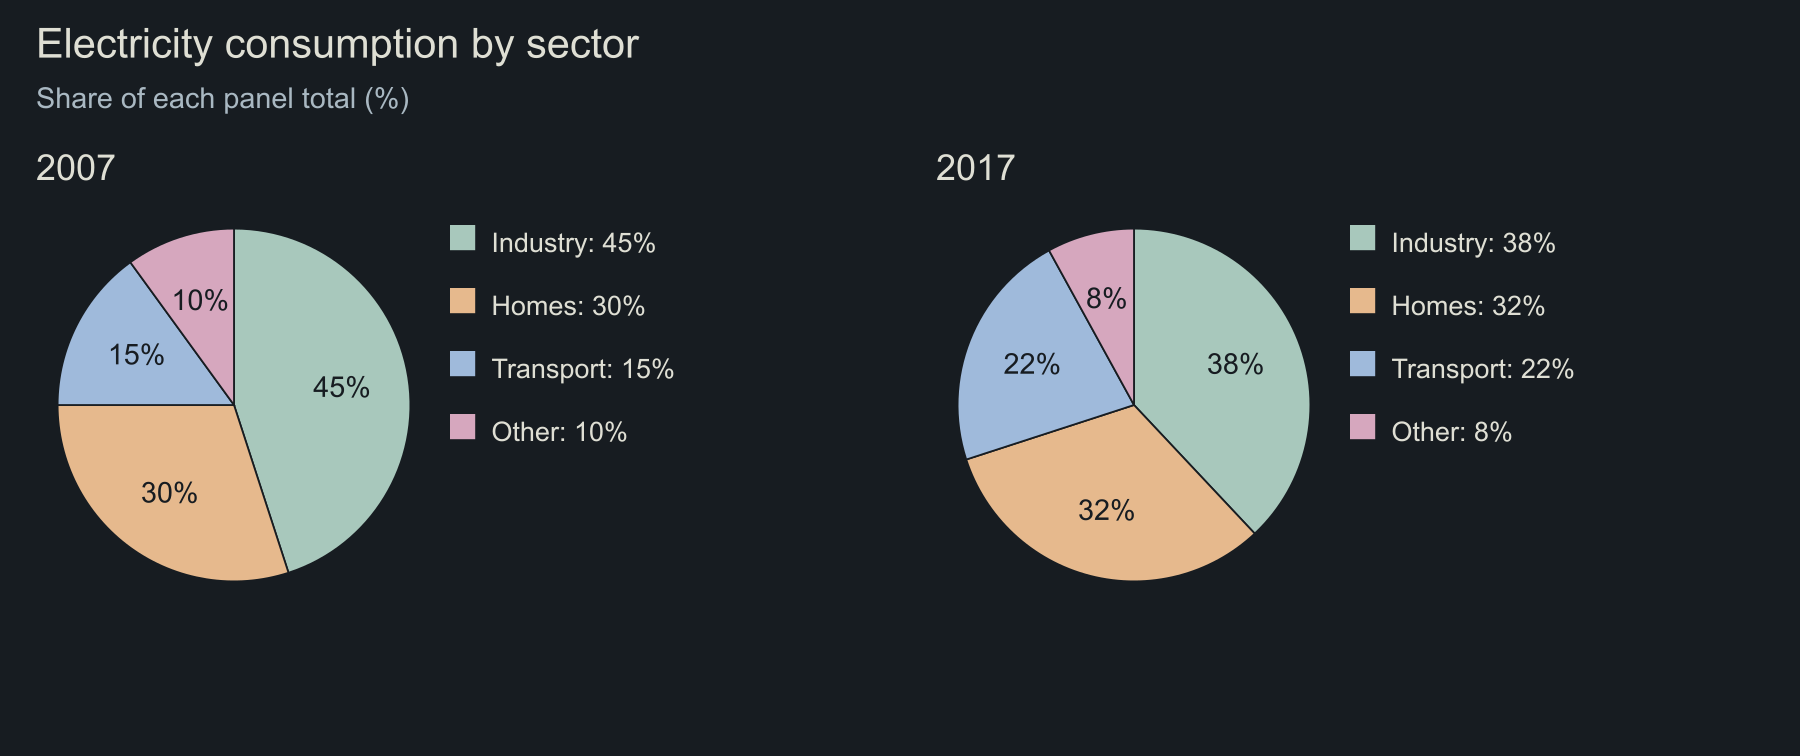 Electricity consumption by sector
Share of each panel total (%)
2007
45%
30%
15%
10%
Industry: 45%
Homes: 30%
Transport: 15%
Other: 10%
2017
38%
32%
22%
8%
Industry: 38%
Homes: 32%
Transport: 22%
Other: 8%